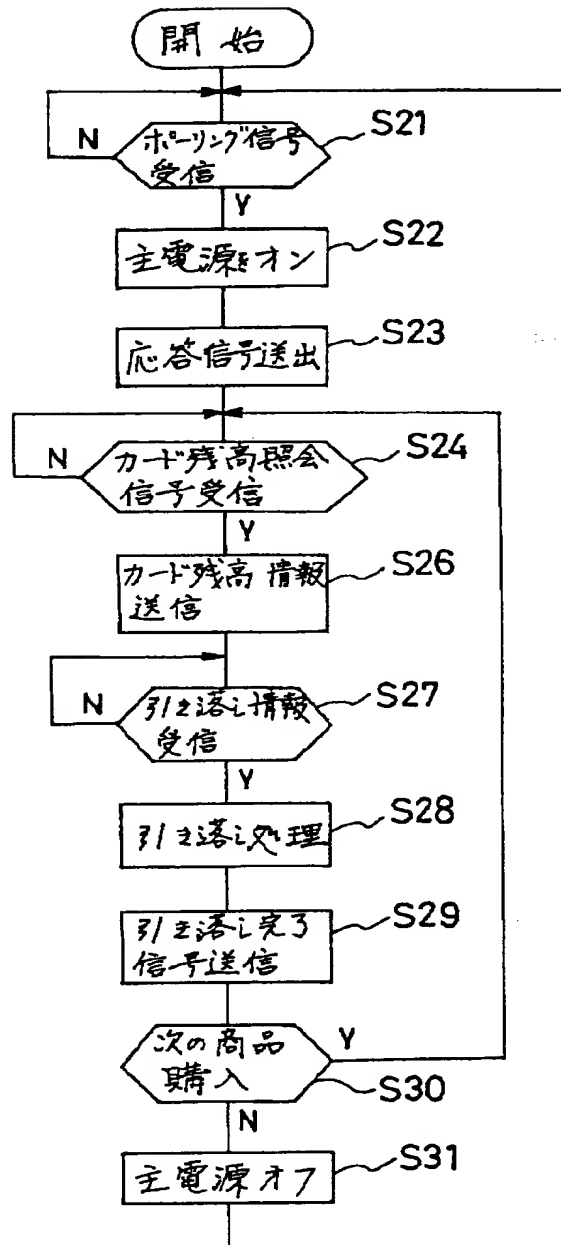 開始
N
ポーリング信号
受信
S21
Y
主電源をオン
S22
応答信号送出
S23
N
カード残高照会
信号受信
S24
Y
カード残高情報
送信
S26
N
引き落し情報
受信
S27
Y
引き落し処理
S28
引き落し完了
信号送信
S29
次の商品
購入
Y
S30
N
主電源オフ
S31